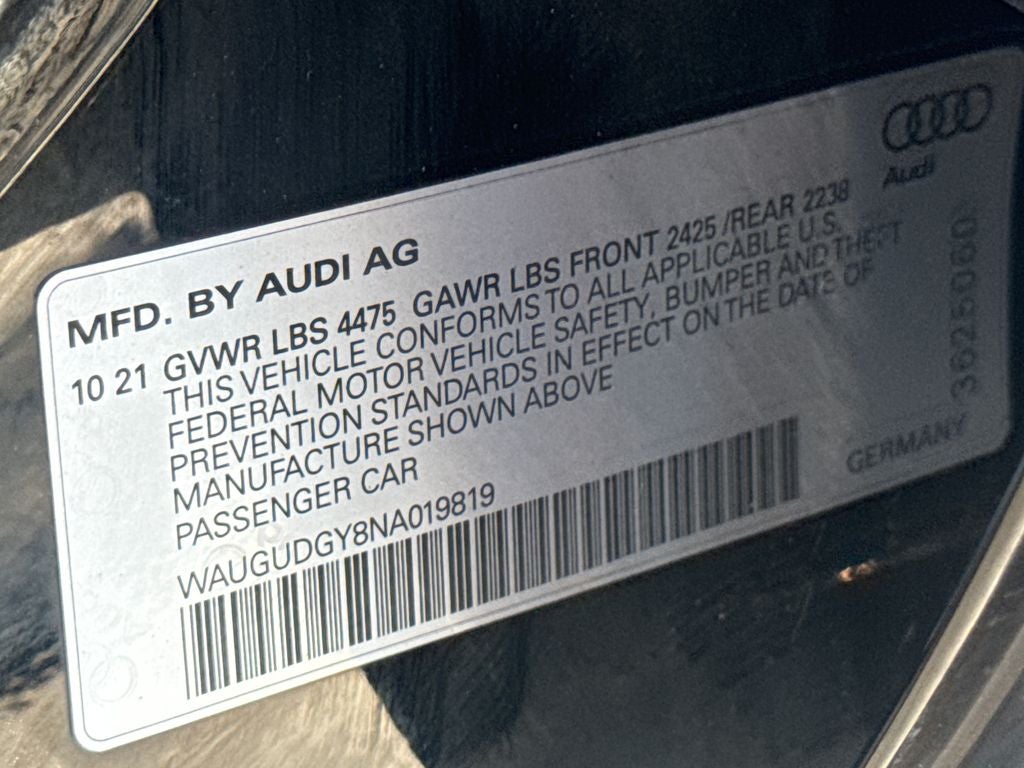 Audi
MFD. BY AUDI AG
10 21 GVWR LBS 4475 GAWR LBS FRONT 2425 /REAR 2238
THIS VEHICLE CONFORMS TO ALL APPLICABLE U.S.
FEDERAL MOTOR VEHICLE SAFETY, BUMPER AND THEFT
PREVENTION STANDARDS IN EFFECT ON THE DATE OF
MANUFACTURE SHOWN ABOVE
PASSENGER CAR
WAUGUDGY8NA019819
GERMANY